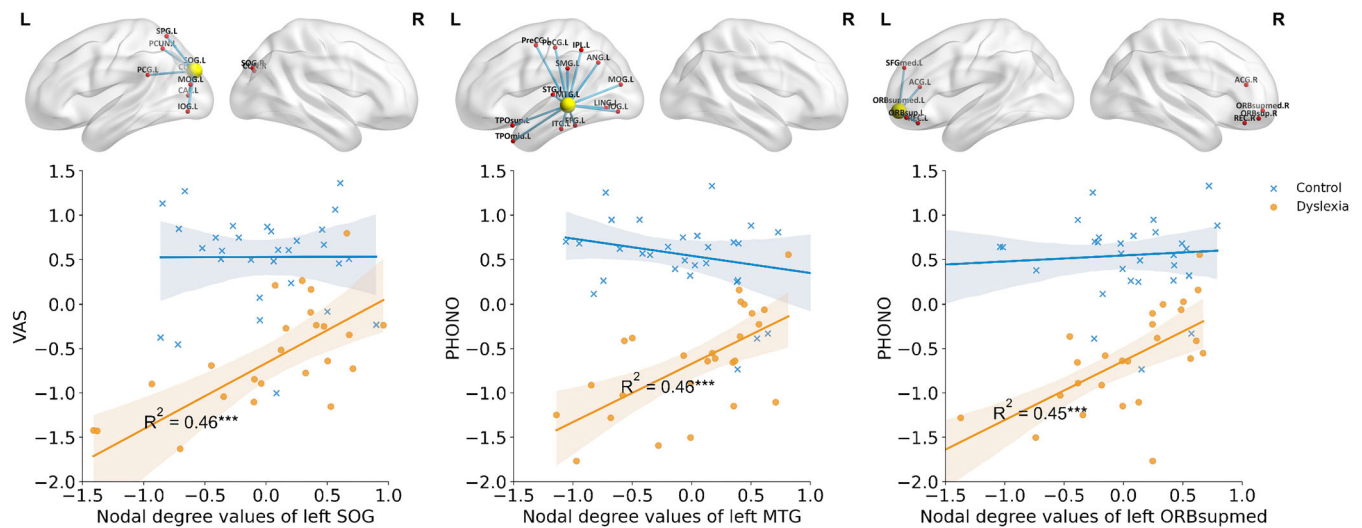 L
R
SPG.L
PCUN.L
SOG.L
PCG.L
MOG.L
CAL.L
IOG.L
SOG.R
L
R
PreCG.L
PoCG.L
IPL.L
SMG.L
ANG.L
MOG.L
STG.L
MTG.L
LING.L
IOG.L
TPOsup.L
ITG.L
FFG.L
TPOmid.L
L
R
SFGmed.L
ACG.L
ORBsupmed.L
ORBsup.L
REC.L
ACG.R
ORBsupmed.R
ORBsup.R
REC.R
Control
Dyslexia
VAS
1.5
1.0
0.5
0.0
−0.5
−1.0
−1.5
−2.0
R² = 0.46***
−1.5 −1.0 −0.5 0.0 0.5 1.0
Nodal degree values of left SOG
PHONO
1.5
1.0
0.5
0.0
−0.5
−1.0
−1.5
−2.0
R² = 0.46***
−1.5 −1.0 −0.5 0.0 0.5 1.0
Nodal degree values of left MTG
PHONO
1.5
1.0
0.5
0.0
−0.5
−1.0
−1.5
−2.0
R² = 0.45***
−1.5 −1.0 −0.5 0.0 0.5 1.0
Nodal degree values of left ORBsupmed